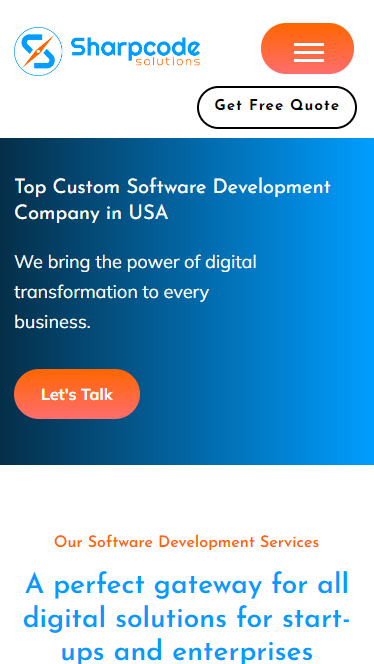 Sharpcode
solutions
Get Free Quote
Top Custom Software Development
Company in USA
We bring the power of digital
transformation to every
business.
Let's Talk
Our Software Development Services
A perfect gateway for all
digital solutions for start-
ups and enterprises